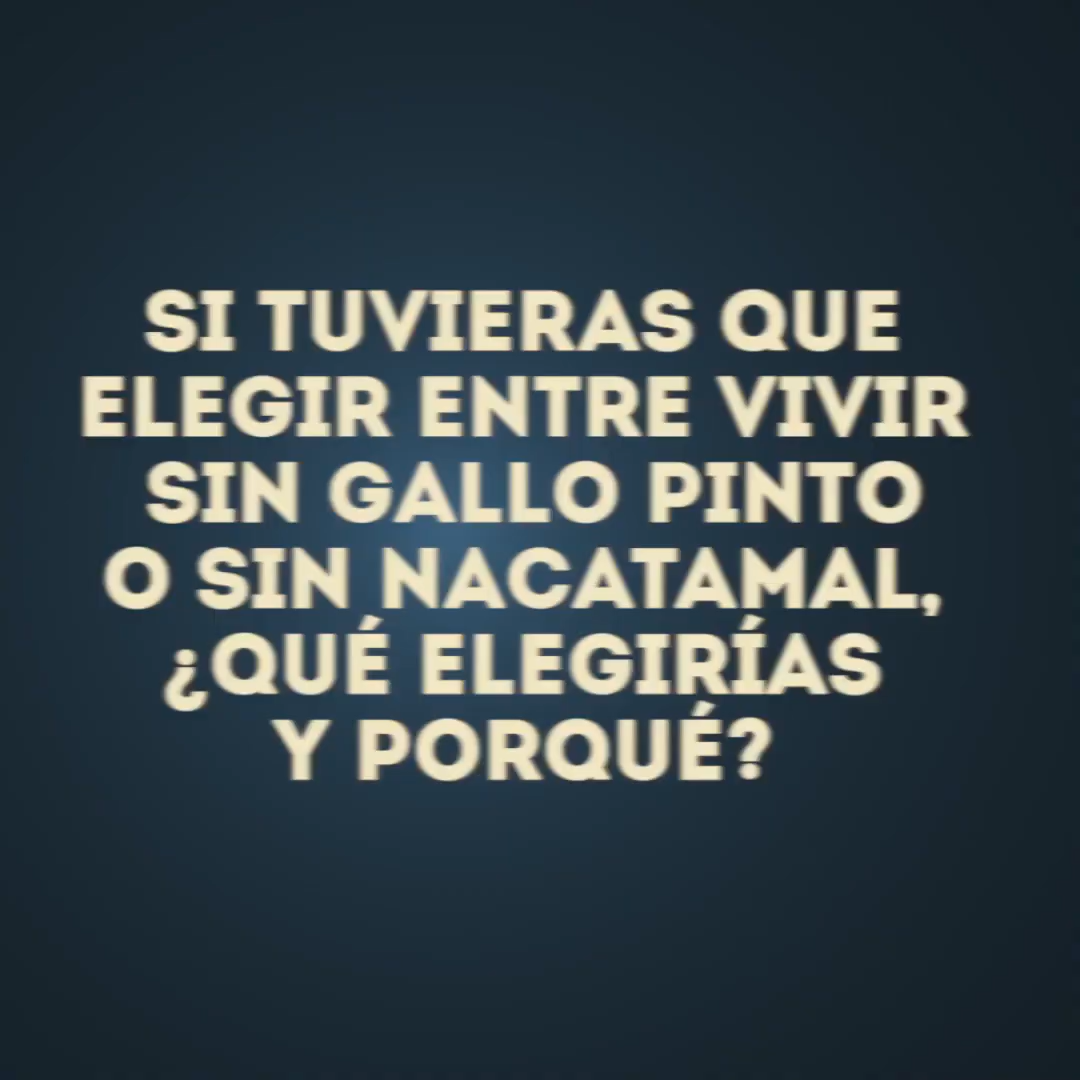 SI TUVIERAS QUE
ELEGIR ENTRE VIVIR
SIN GALLO PINTO
O SIN NACATAMAL,
¿QUÉ ELEGIRÍAS
Y PORQUÉ?